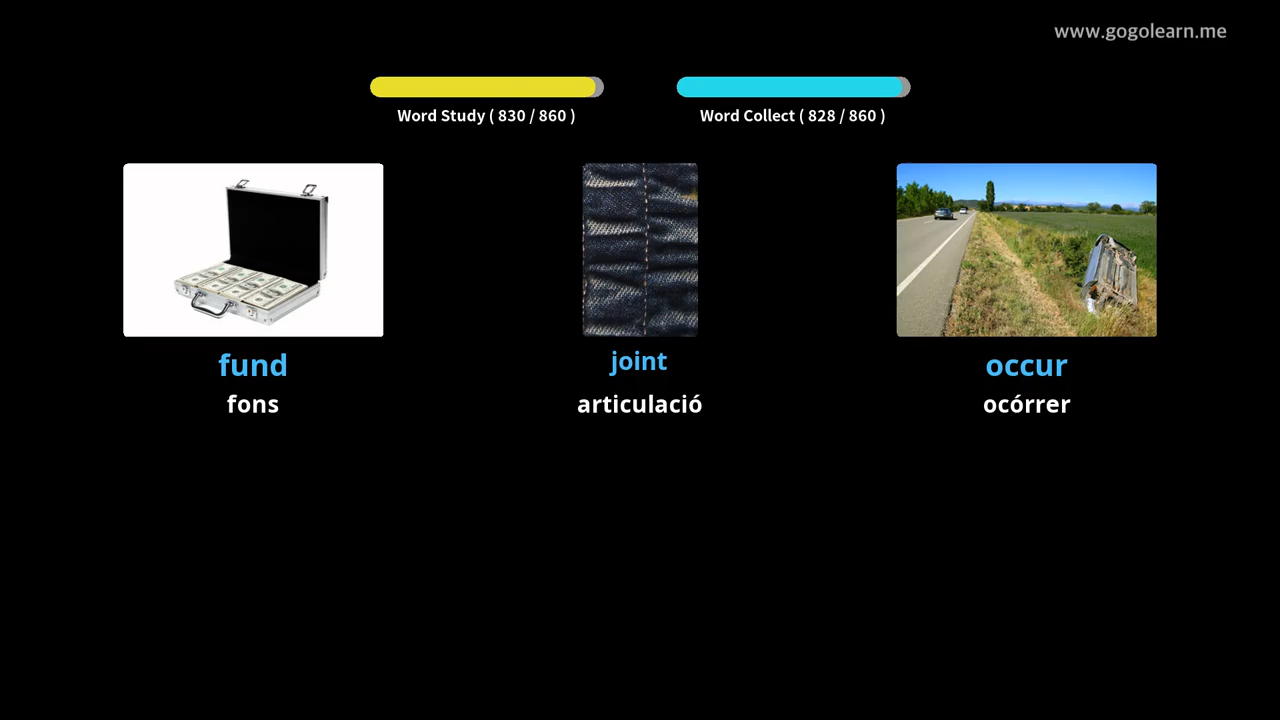 www.gogolearn.me
Word Study ( 830 / 860 )
Word Collect ( 828 / 860 )
fund
fons
joint
articulació
occur
ocórrer